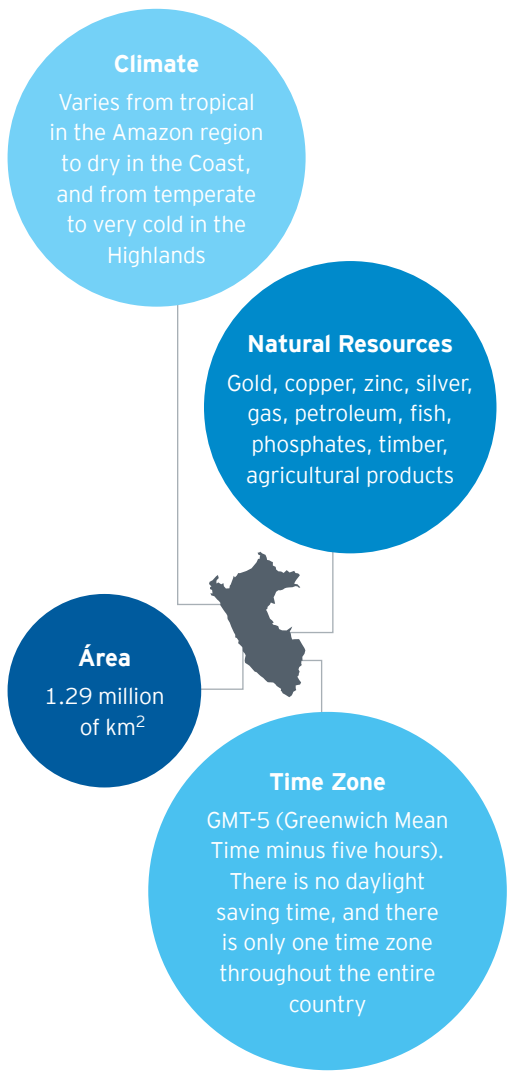 Climate
Varies from tropical
in the Amazon region
to dry in the Coast,
and from temperate
to very cold in the
Highlands
Natural Resources
Gold, copper, zinc, silver,
gas, petroleum, fish,
phosphates, timber,
agricultural products
Área
1.29 million
of km²
Time Zone
GMT-5 (Greenwich Mean
Time minus five hours).
There is no daylight
saving time, and there
is only one time zone
throughout the entire
country